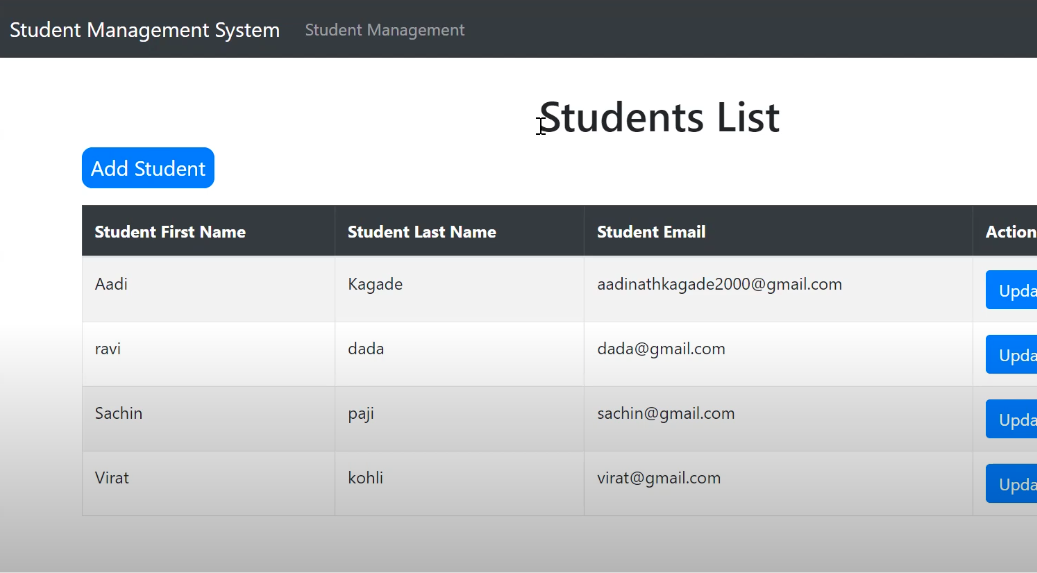 Student Management System Student Management
Students List
Add Student
Student First Name Student Last Name Student Email Action
Aadi Kagade aadinathkagade2000@gmail.com Upda
ravi dada dada@gmail.com Upda
Sachin paji sachin@gmail.com Upda
Virat kohli virat@gmail.com Upda